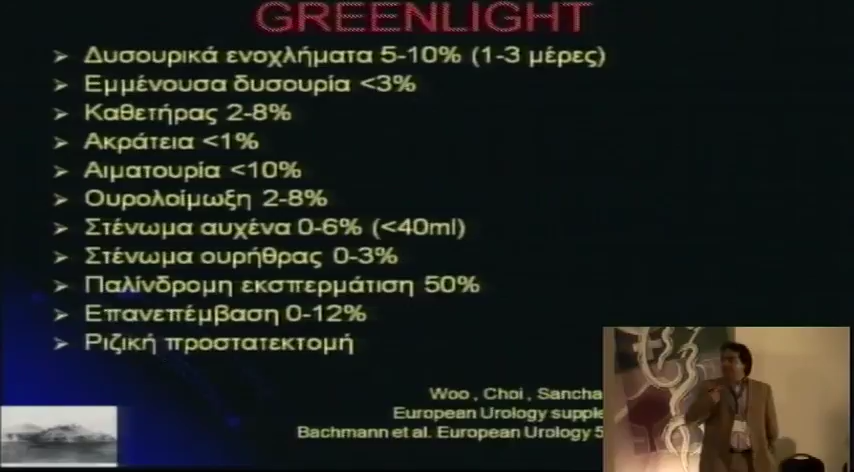 GREENLIGHT
➢ Δυσουρικά ενοχλήματα 5-10% (1-3 μέρες)
➢ Εμμένουσα δυσουρία <3%
➢ Καθετήρας 2-8%
➢ Ακράτεια <1%
➢ Αιματουρία <10%
➢ Ουρολοίμωξη 2-8%
➢ Στένωμα αυχένα 0-6% (<40ml)
➢ Στένωμα ουρήθρας 0-3%
➢ Παλίνδρομη εκσπερμάτιση 50%
➢ Επανεπέμβαση 0-12%
➢ Ριζική προστατεκτομή
Woo , Choi , Sancha
European Urology supple
Bachmann et al. European Urology 5